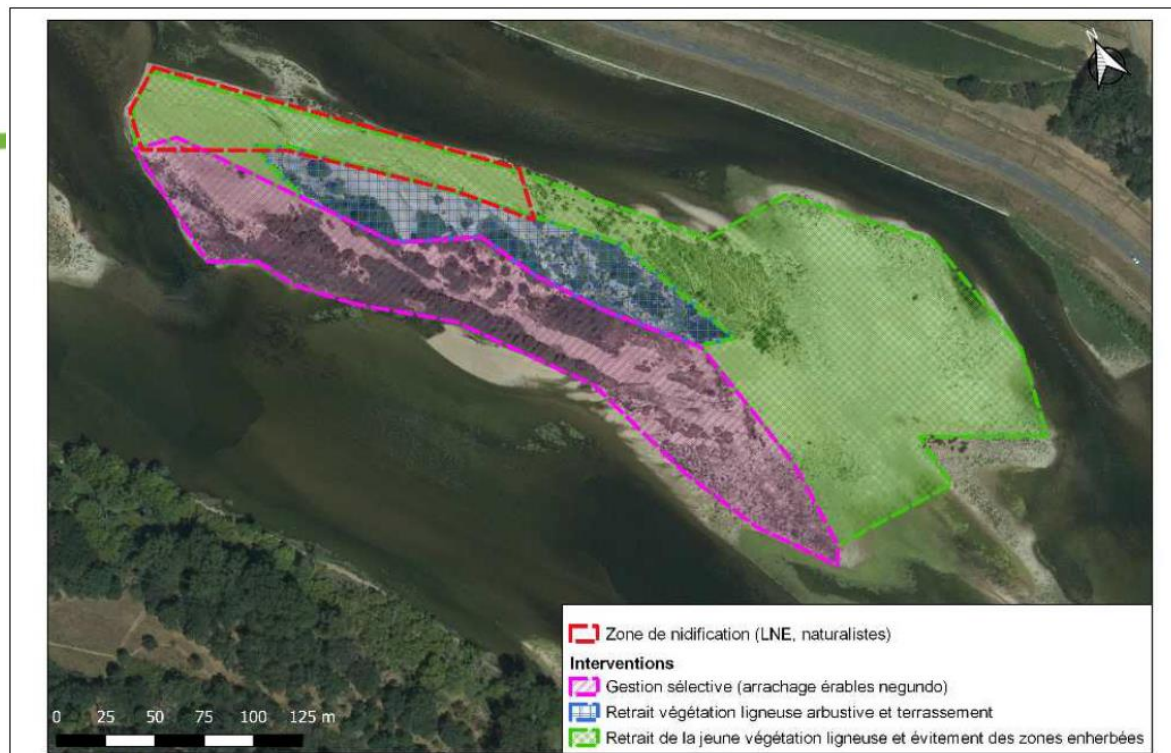 N
Zone de nidification (LNE, naturalistes)
Interventions
Gestion sélective (arrachage érables negundo)
Retrait végétation ligneuse arbustive et terrassement
Retrait de la jeune végétation ligneuse et évitement des zones enherbées
0 25 50 75 100 125 m